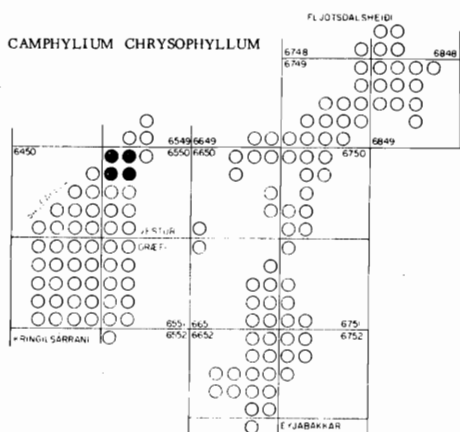 FLJOTSDALSHEIDI
CAMPHYLIUM CHRYSOPHYLLUM
6748 6848
6749
6549 6649 6849
6450 6550 6650 6750
VESTUR
ÖRÆFI
6551 6651 6751
KRINGILSÁRRANI 6552 6652 6752
EYJABAKKAR